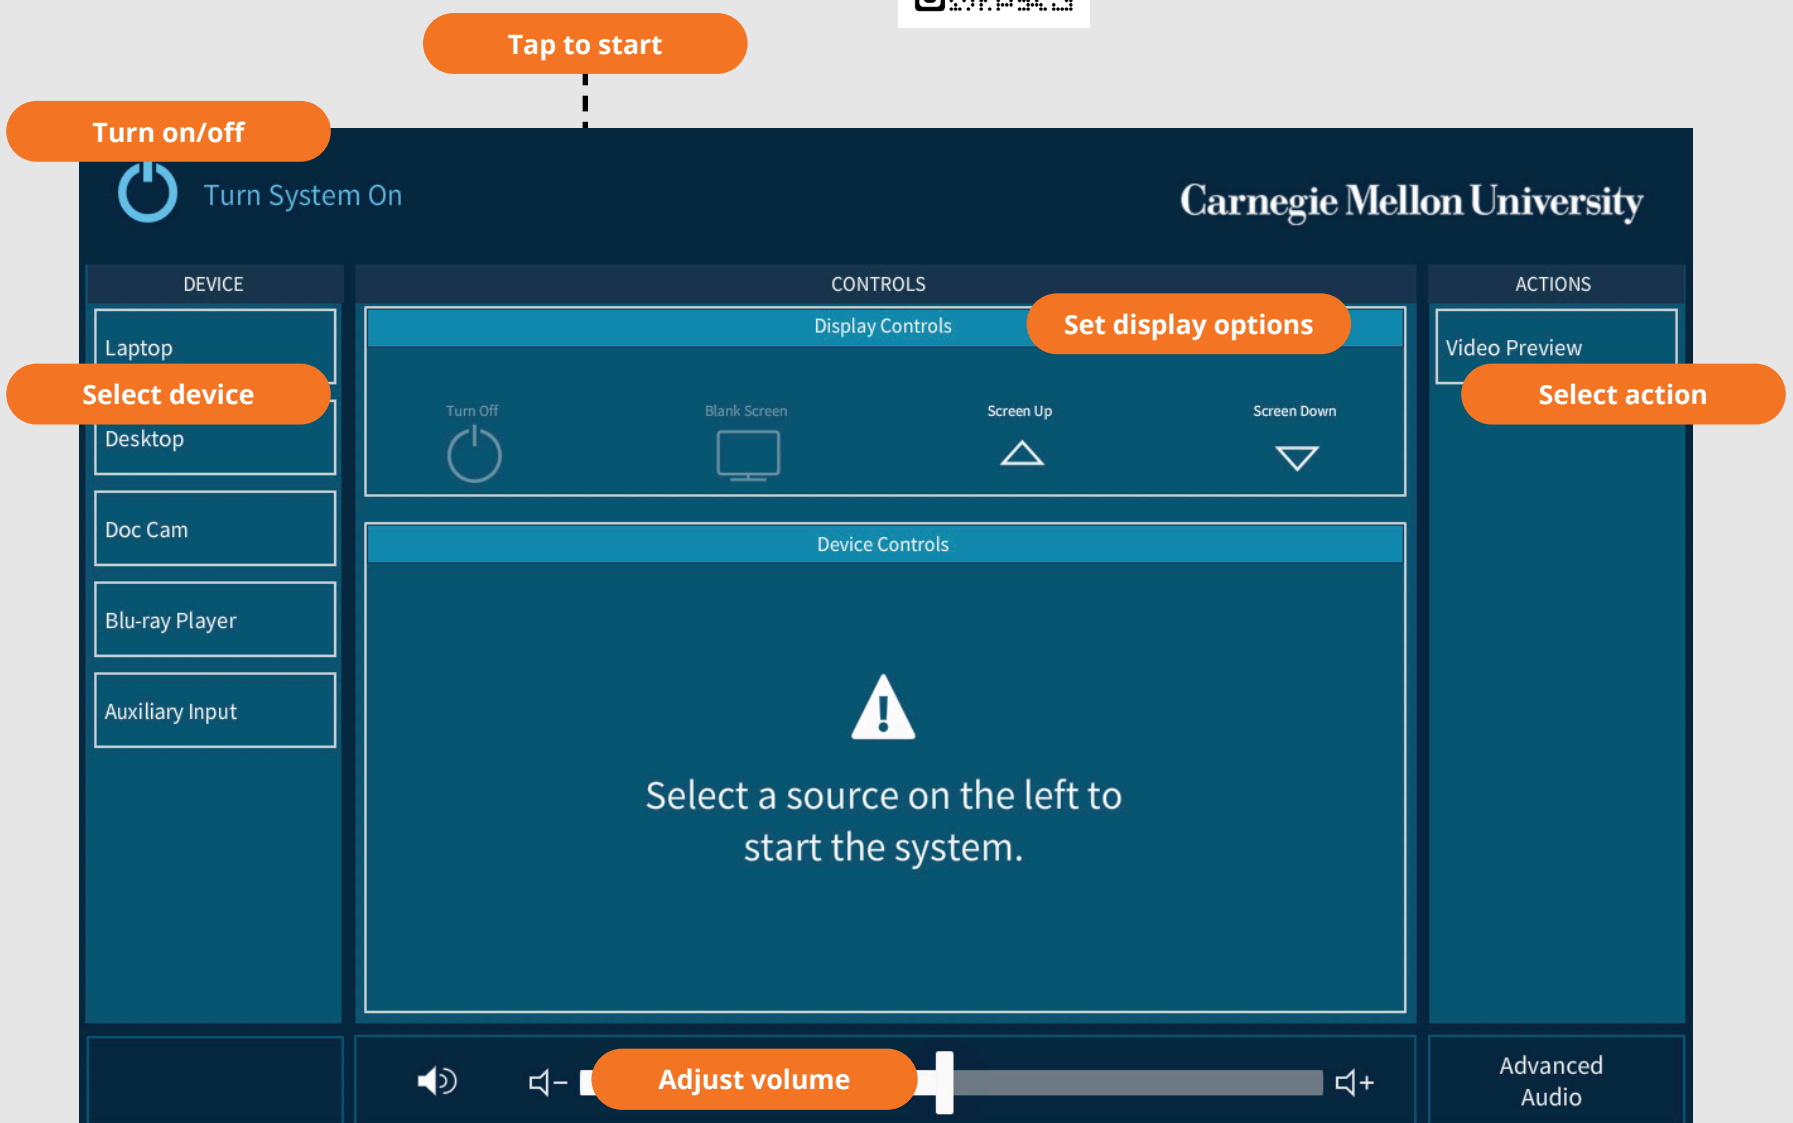 Tap to start
Turn on/off
Turn System On
Carnegie Mellon University
DEVICE
CONTROLS
ACTIONS
Laptop
Display Controls
Set display options
Video Preview
Select device
Select action
Desktop
Turn Off
Blank Screen
Screen Up
Screen Down
Doc Cam
Device Controls
Blu-ray Player
Auxiliary Input
Select a source on the left to
start the system.
Adjust volume
Advanced
Audio